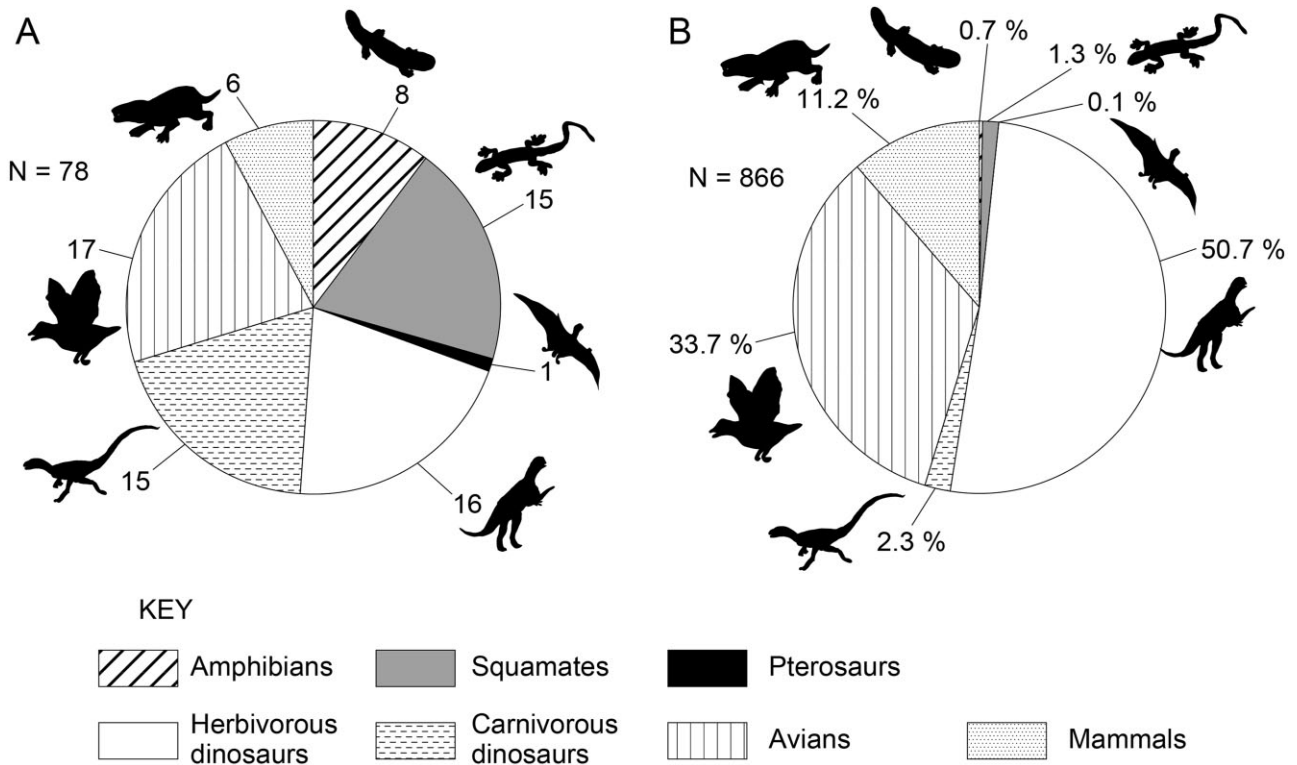 A
8
6
15
N = 78
17
1
15
16
B
0.7 %
1.3 %
0.1 %
11.2 %
N = 866
50.7 %
33.7 %
2.3 %
KEY
Amphibians
Squamates
Pterosaurs
Herbivorous
dinosaurs
Carnivorous
dinosaurs
Avians
Mammals